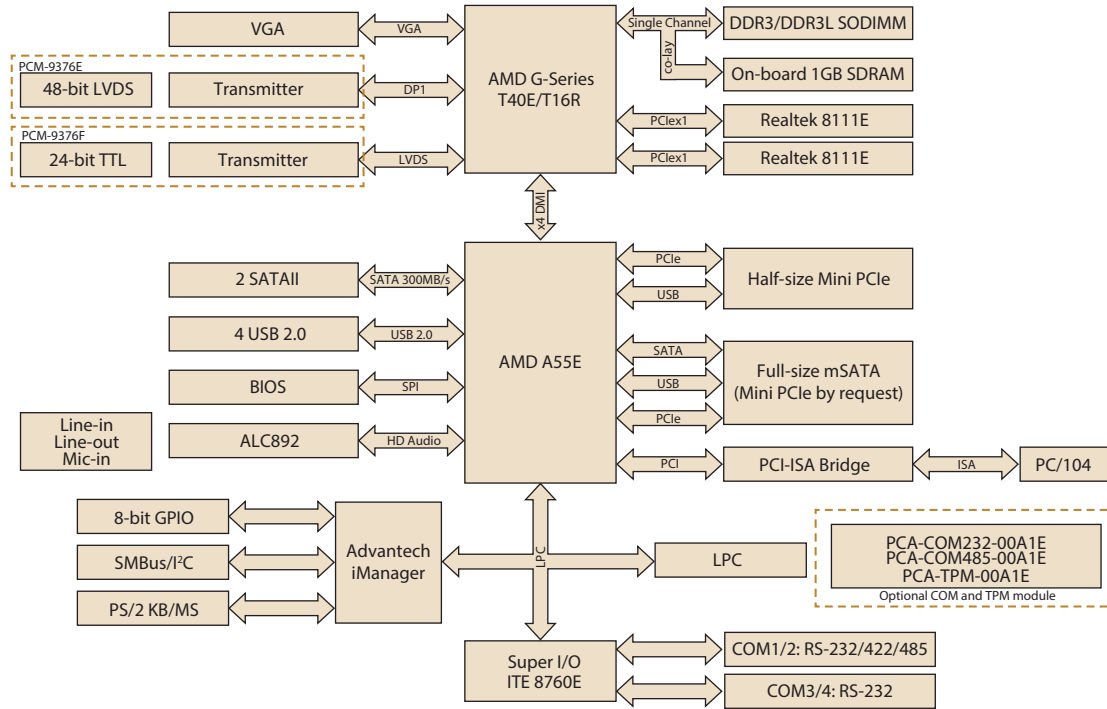 VGA
VGA
AMD G-Series
T40E/T16R
Single Channel
DDR3/DDR3L SODIMM
co-lay
On-board 1GB SDRAM
PCM-9376E
48-bit LVDS
Transmitter
DP1
PCIex1
Realtek 8111E
PCM-9376F
24-bit TTL
Transmitter
LVDS
PCIex1
Realtek 8111E
x4 DMI
2 SATAII
SATA 300MB/s
AMD A55E
PCIe
USB
Half-size Mini PCIe
4 USB 2.0
USB 2.0
SATA
USB
PCIe
Full-size mSATA
(Mini PCIe by request)
BIOS
SPI
Line-in
Line-out
Mic-in
ALC892
HD Audio
PCI
PCI-ISA Bridge
ISA
PC/104
8-bit GPIO
SMBus/I²C
PS/2 KB/MS
Advantech
iManager
LPC
LPC
PCA-COM232-00A1E
PCA-COM485-00A1E
PCA-TPM-00A1E
Optional COM and TPM module
Super I/O
ITE 8760E
COM1/2: RS-232/422/485
COM3/4: RS-232